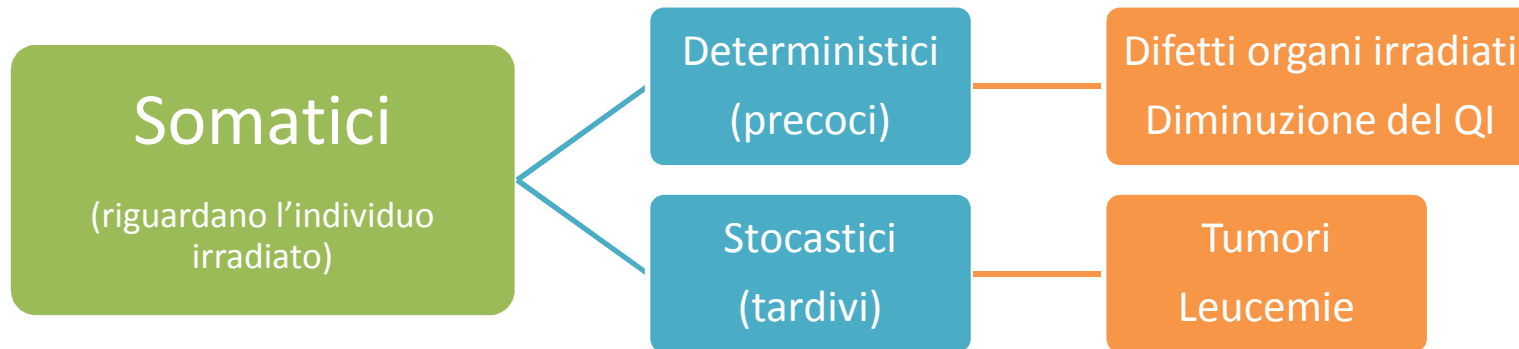 Somatici
(riguardano l’individuo
irradiato)
Deterministici
(precoci)
Difetti organi irradiati
Diminuzione del QI
Stocastici
(tardivi)
Tumori
Leucemie